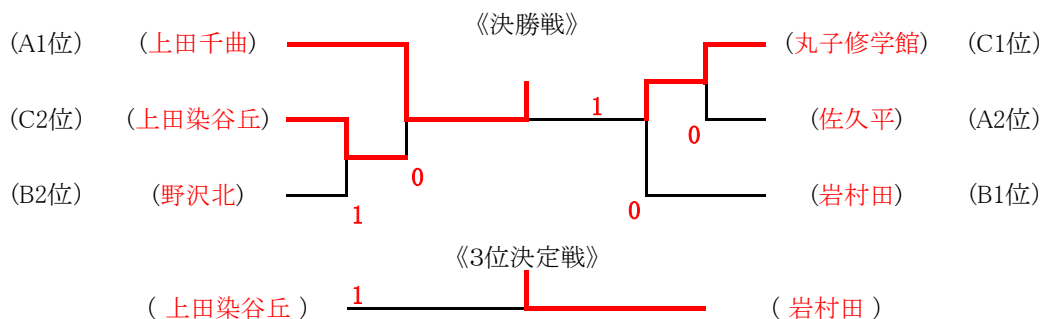 《決勝戦》
(A1位) (上田千曲) (丸子修学館) (C1位)
1
(C2位) (上田染谷丘) (佐久平) (A2位)
0
0
(B2位) (野沢北) (岩村田) (B1位)
1
0
《3位決定戦》
1
( 上田染谷丘 ) ( 岩村田 )